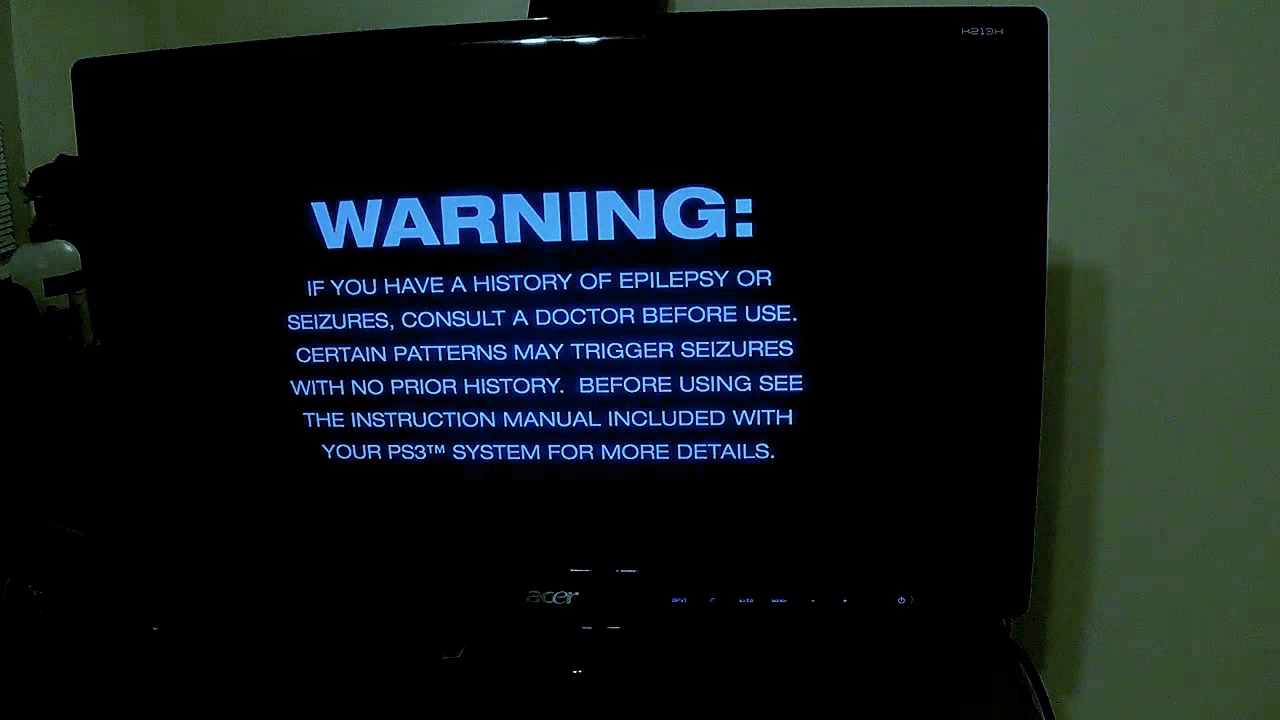 H213H
WARNING:
IF YOU HAVE A HISTORY OF EPILEPSY OR
SEIZURES, CONSULT A DOCTOR BEFORE USE.
CERTAIN PATTERNS MAY TRIGGER SEIZURES
WITH NO PRIOR HISTORY.  BEFORE USING SEE
THE INSTRUCTION MANUAL INCLUDED WITH
YOUR PS3™ SYSTEM FOR MORE DETAILS.
acer